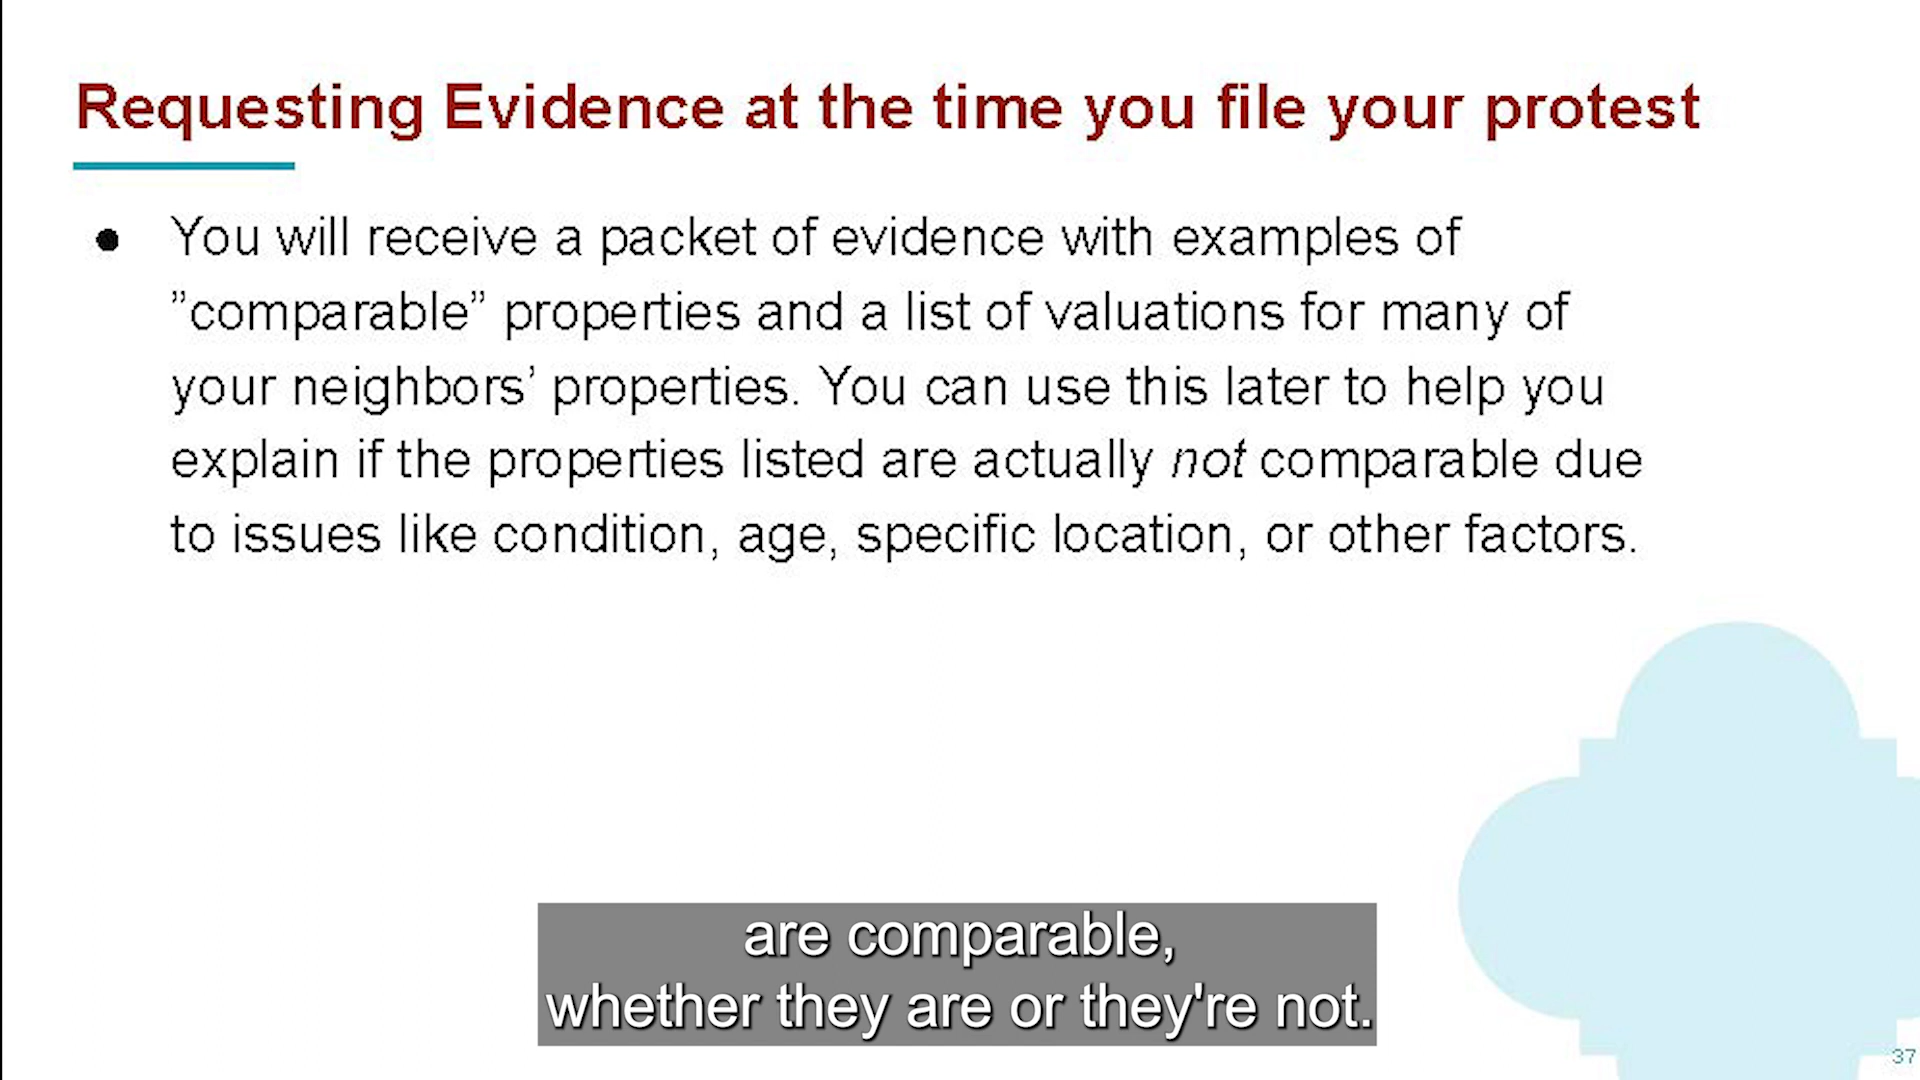 Requesting Evidence at the time you file your protest
● You will receive a packet of evidence with examples of
”comparable” properties and a list of valuations for many of
your neighbors’ properties. You can use this later to help you
explain if the properties listed are actually not comparable due
to issues like condition, age, specific location, or other factors.
are comparable,
whether they are or they're not.
37